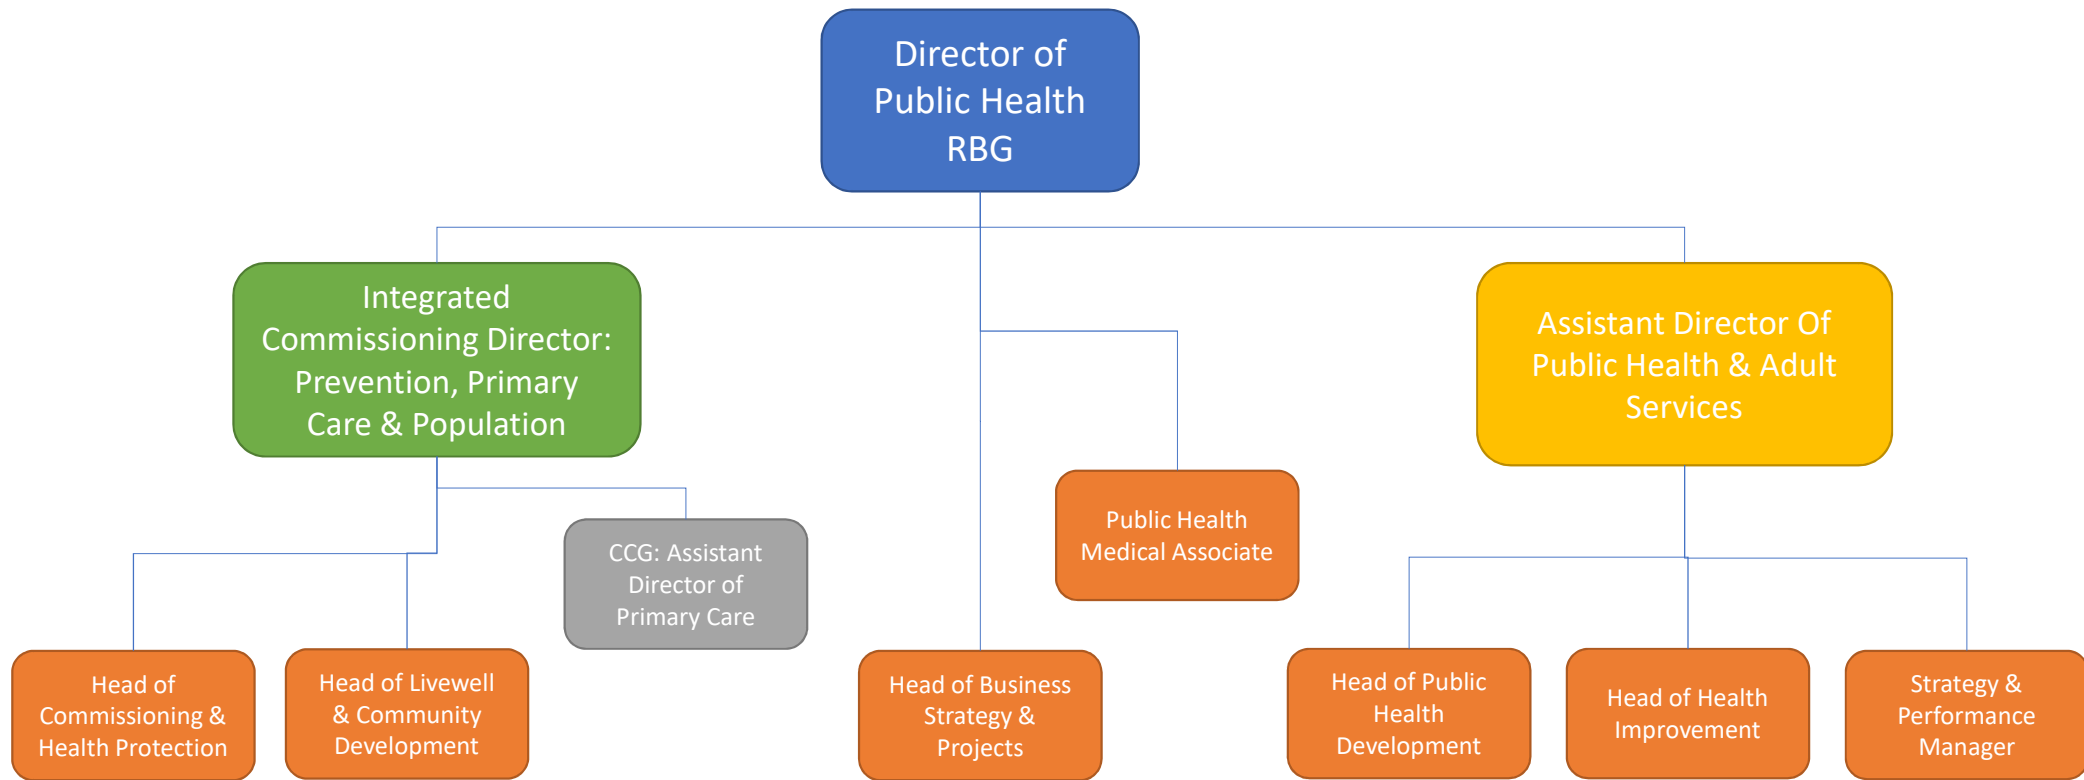 Director of
Public Health
RBG
Integrated
Commissioning Director:
Prevention, Primary
Care & Population
Assistant Director Of
Public Health & Adult
Services
Public Health
Medical Associate
CCG: Assistant
Director of
Primary Care
Head of
Commissioning &
Health Protection
Head of Livewell
& Community
Development
Head of Business
Strategy &
Projects
Head of Public
Health
Development
Head of Health
Improvement
Strategy &
Performance
Manager